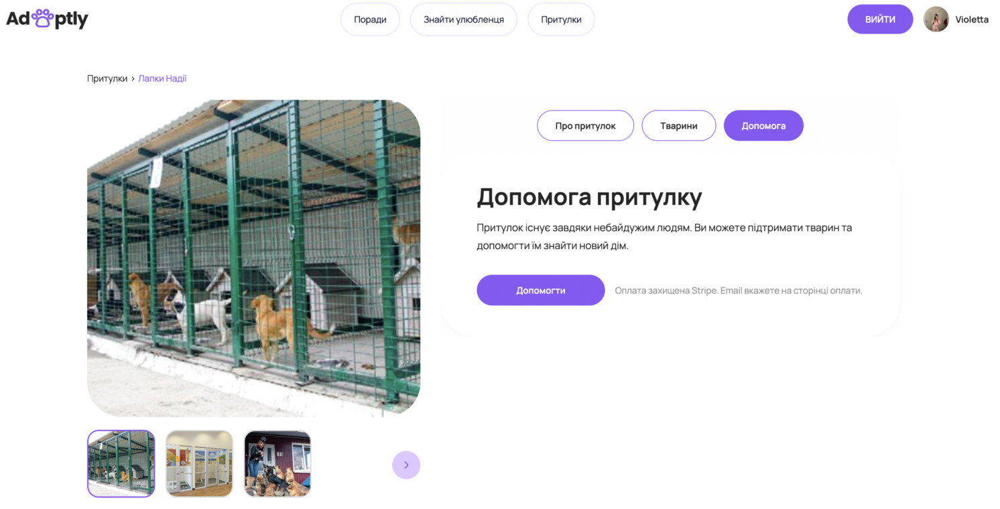 Adoptly
Поради
Знайти улюбленця
Притулки
ВИЙТИ
Violetta
Притулки > Лапки Надії
Про притулок
Тварини
Допомога
Допомога притулку
Притулок існує завдяки небайдужим людям. Ви можете підтримати тварин та
допомогти їм знайти новий дім.
Допомогти
Оплата захищена Stripe. Email вкажете на сторінці оплати.